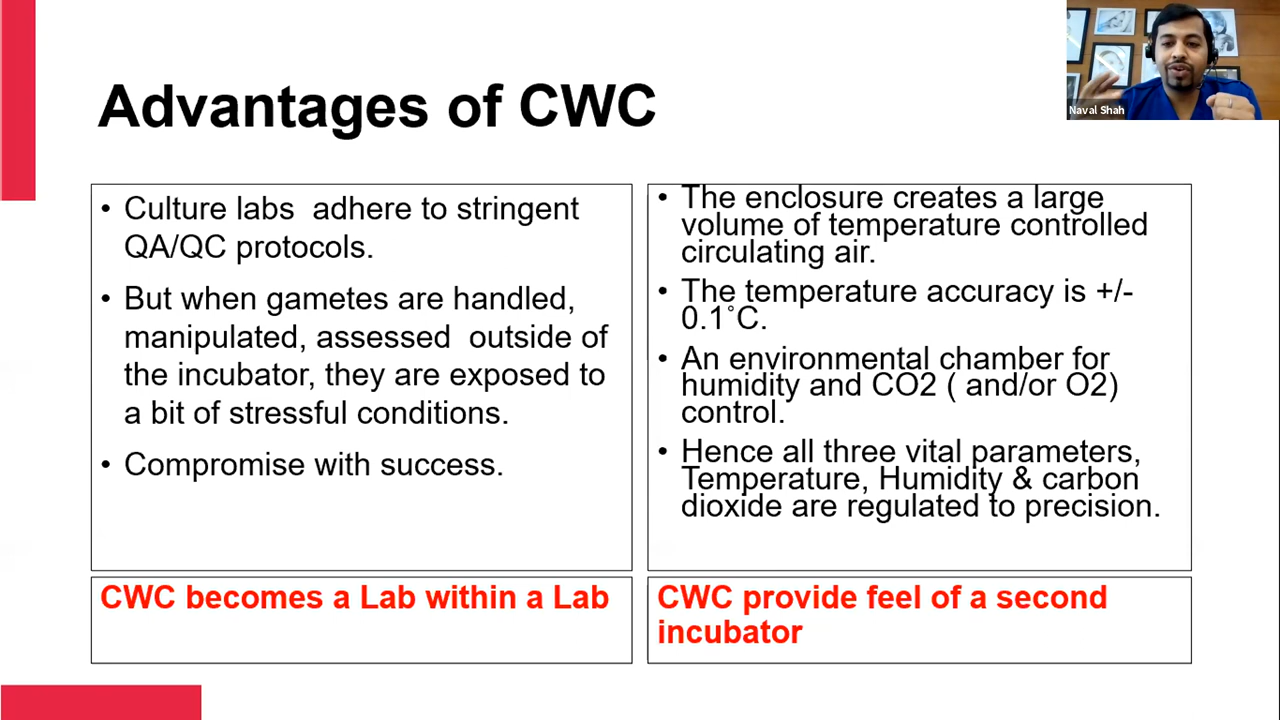 Naval Shah
Advantages of CWC
• Culture labs  adhere to stringent
QA/QC protocols.
• But when gametes are handled,
manipulated, assessed  outside of
the incubator, they are exposed to
a bit of stressful conditions.
• Compromise with success.
CWC becomes a Lab within a Lab
• The enclosure creates a large
volume of temperature controlled
circulating air.
• The temperature accuracy is +/-
0.1˚C.
• An environmental chamber for
humidity and CO2 ( and/or O2)
control.
• Hence all three vital parameters,
Temperature, Humidity & carbon
dioxide are regulated to precision.
CWC provide feel of a second
incubator